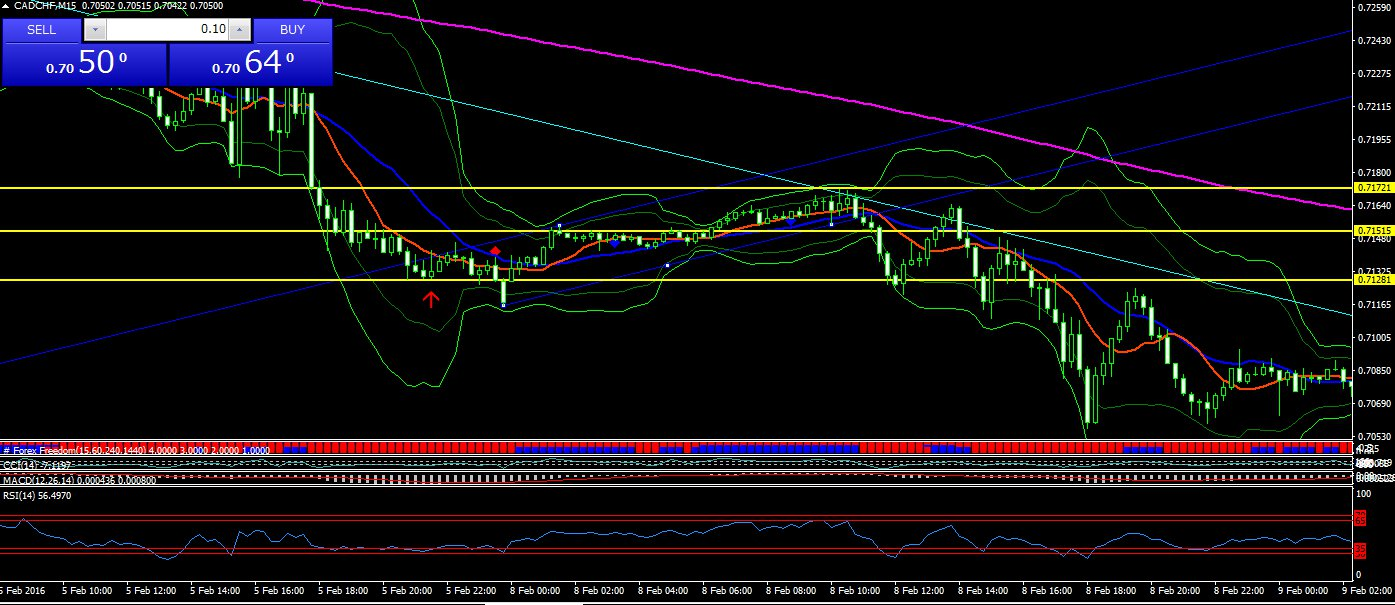 CADCHF,M15 0.70502 0.70515 0.70422 0.70500
SELL 0.10 BUY
0.70 50 0 0.70 64 0
0.72590
0.72430
0.72275
0.72115
0.71955
0.71800
0.71721
0.71640
0.71515
0.71480
0.71325
0.71281
0.71165
0.71005
0.70850
0.70690
0.70530
# Forex Freedom(15,60,240,1440) 4.0000 3.0000 2.0000 1.0000
CCI(14) -7.1197
MACD(12,26,14) 0.000436 0.000800
RSI(14) 56.4970
100
0
5 Feb 2016 5 Feb 10:00 5 Feb 12:00 5 Feb 14:00 5 Feb 16:00 5 Feb 18:00 5 Feb 20:00 5 Feb 22:00 8 Feb 00:00 8 Feb 02:00 8 Feb 04:00 8 Feb 06:00 8 Feb 08:00 8 Feb 10:00 8 Feb 12:00 8 Feb 14:00 8 Feb 16:00 8 Feb 18:00 8 Feb 20:00 8 Feb 22:00 9 Feb 00:00 9 Feb 02:00